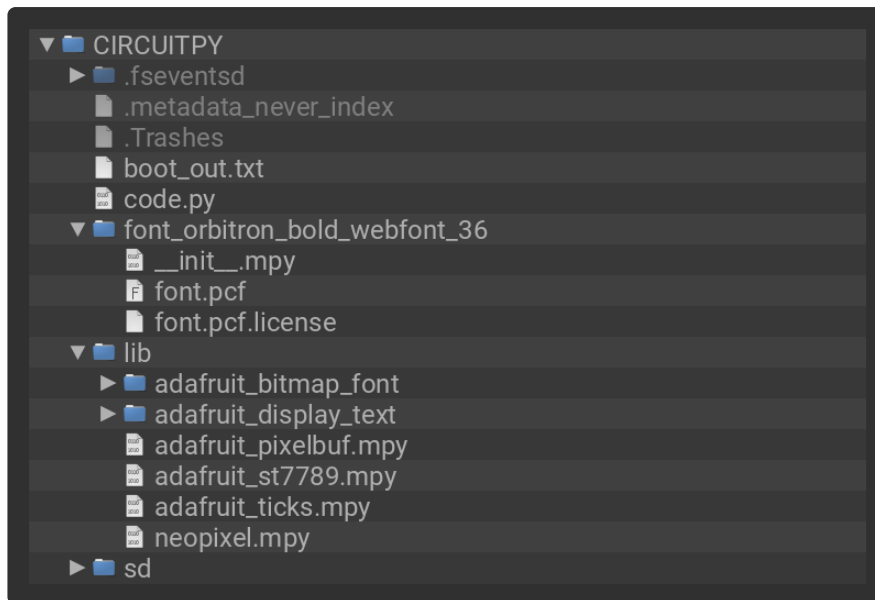 CIRCUITPY
.fseventsd
.metadata_never_index
.Trashes
boot_out.txt
code.py
font_orbitron_bold_webfont_36
__init__.mpy
font.pcf
font.pcf.license
lib
adafruit_bitmap_font
adafruit_display_text
adafruit_pixelbuf.mpy
adafruit_st7789.mpy
adafruit_ticks.mpy
neopixel.mpy
sd